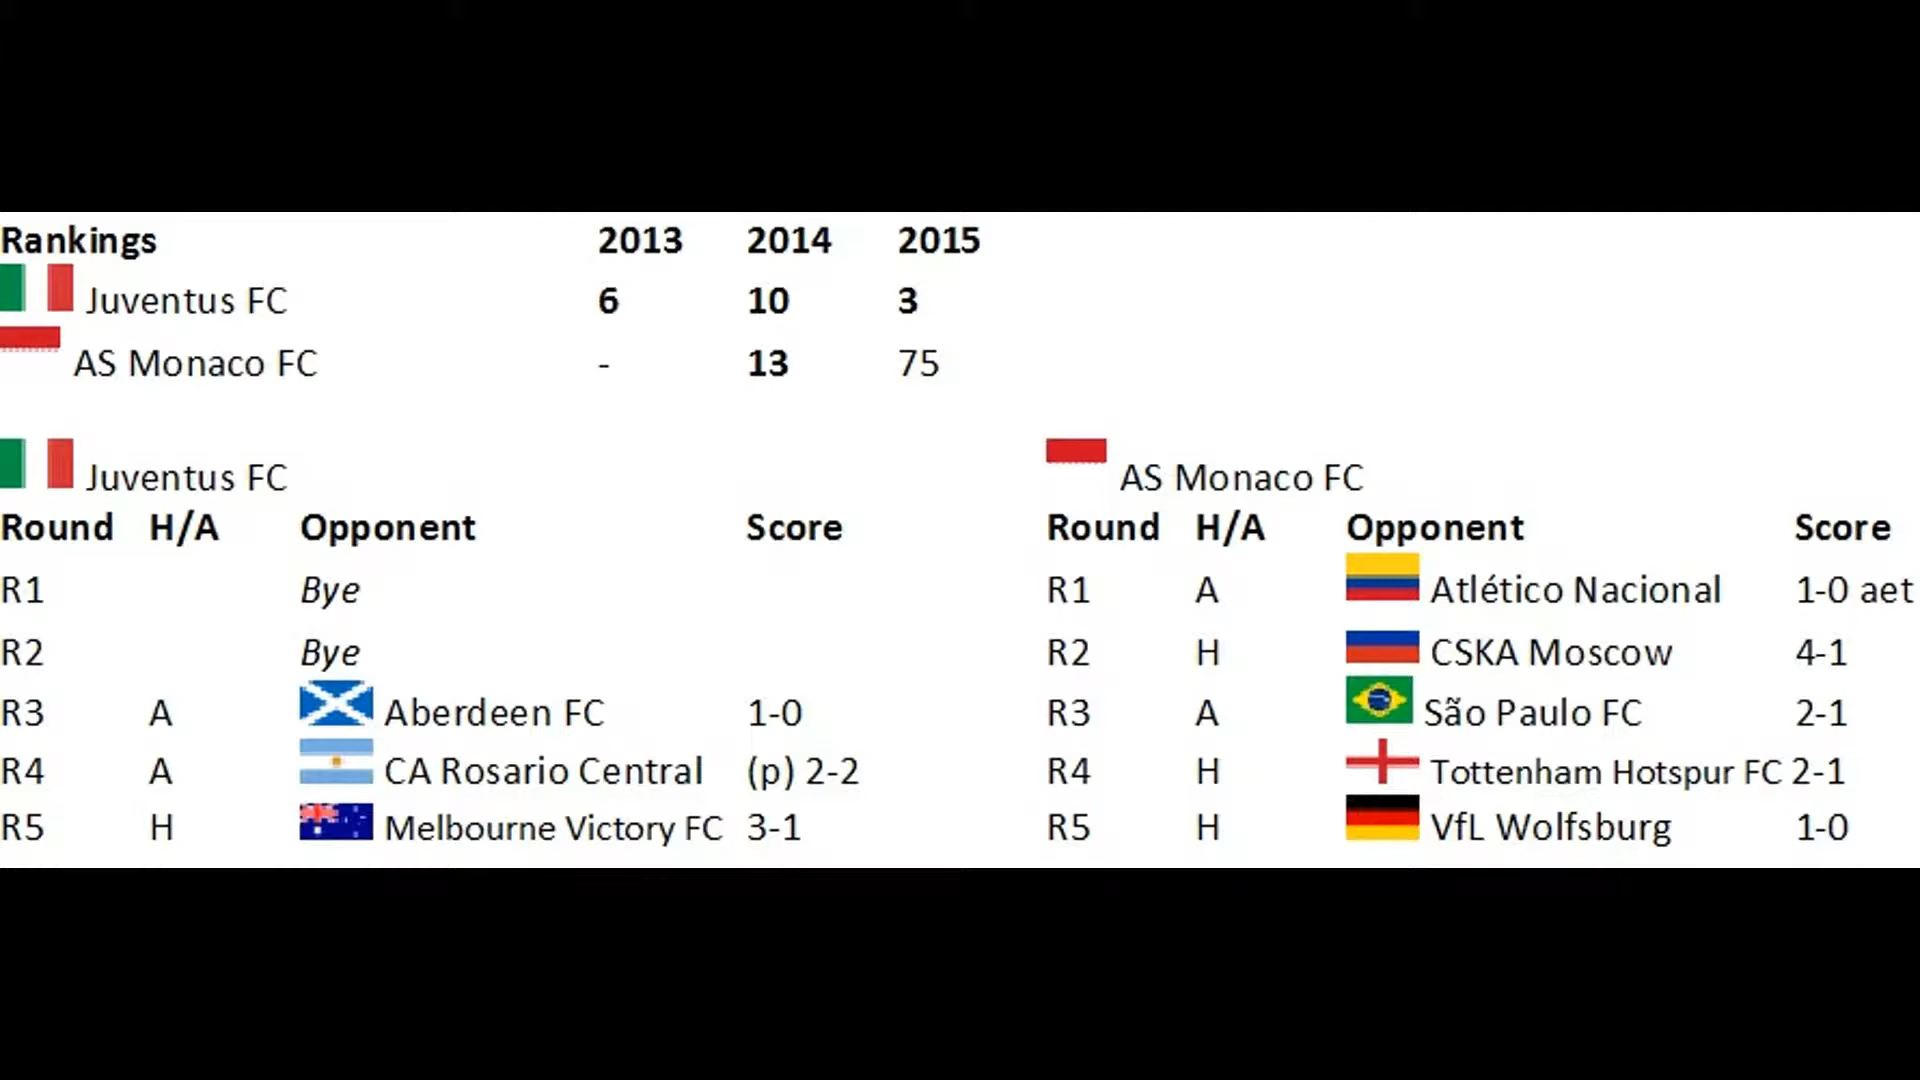 Rankings 2013 2014 2015
Juventus FC 6 10 3
AS Monaco FC - 13 75
Juventus FC AS Monaco FC
Round H/A Opponent Score Round H/A Opponent Score
R1 Bye R1 A Atlético Nacional 1-0 aet
R2 Bye R2 H CSKA Moscow 4-1
R3 A Aberdeen FC 1-0 R3 A São Paulo FC 2-1
R4 A CA Rosario Central (p) 2-2 R4 H Tottenham Hotspur FC 2-1
R5 H Melbourne Victory FC 3-1 R5 H VfL Wolfsburg 1-0